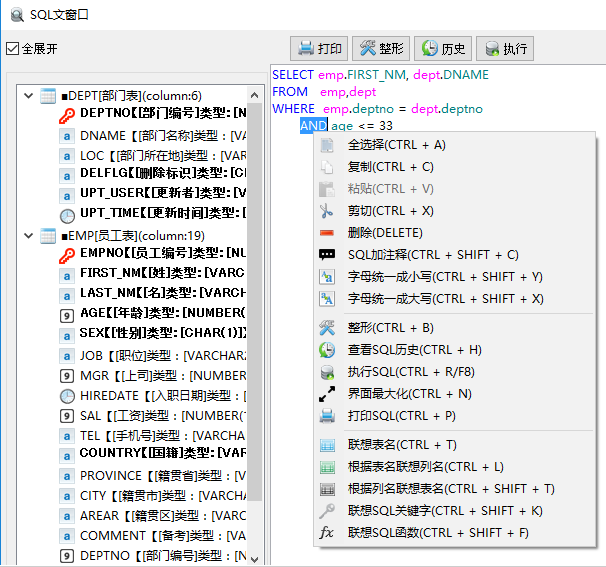 SQL文窗口
全展开
打印 整形 历史 执行
■DEPT[部门表](column:6)
DEPTNO【[部门编号]类型:[N
DNAME【[部门名称]类型 : [VA
LOC【[部门所在地]类型 : [VAR
DELFLG【[删除标识]类型:[C
UPT_USER【[更新者]类型:[V
UPT_TIME【[更新时间]类型:[
■EMP[员工表](column:19)
EMPNO【[员工编号]类型:[NU
FIRST_NM【[姓]类型:[VARC
LAST_NM【[名]类型:[VARCH
AGE【[年龄]类型:[NUMBER(
SEX【[性别]类型:[CHAR(1)]】
JOB【[职位]类型 : [VARCHAR2
MGR【[上司]类型 : [NUMBER
HIREDATE【[入职日期]类型 :
SAL【[工资]类型 : [NUMBER(7
TEL【[手机号]类型 : [VARCHA
COUNTRY【[国籍]类型:[VAR
PROVINCE【[籍贯省]类型 : [V
CITY【[籍贯市]类型 : [VARCH
AREAR【[籍贯区]类型 : [VARC
COMMENT【[备考]类型 : [VA
DEPTNO【[部门编号]类型 : [N
SELECT emp.FIRST_NM, dept.DNAME
FROM emp,dept
WHERE emp.deptno = dept.deptno
AND age <= 33
全选择(CTRL + A)
复制(CTRL + C)
粘贴(CTRL + V)
剪切(CTRL + X)
删除(DELETE)
SQL加注释(CTRL + SHIFT + C)
字母统一成小写(CTRL + SHIFT + Y)
字母统一成大写(CTRL + SHIFT + X)
整形(CTRL + B)
查看SQL历史(CTRL + H)
执行SQL(CTRL + R/F8)
界面最大化(CTRL + N)
打印SQL(CTRL + P)
联想表名(CTRL + T)
根据表名联想列名(CTRL + L)
根据列名联想表名(CTRL + SHIFT + T)
联想SQL关键字(CTRL + SHIFT + K)
联想SQL函数(CTRL + SHIFT + F)